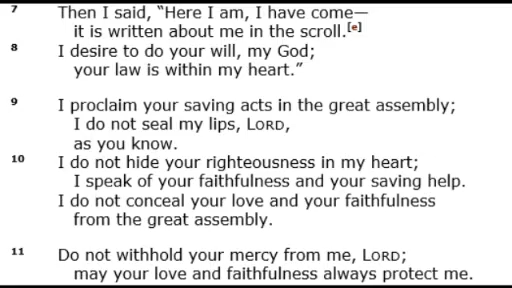 7 Then I said, “Here I am, I have come—
it is written about me in the scroll.[e]
8 I desire to do your will, my God;
your law is within my heart.”
9 I proclaim your saving acts in the great assembly;
I do not seal my lips, LORD,
as you know.
10 I do not hide your righteousness in my heart;
I speak of your faithfulness and your saving help.
I do not conceal your love and your faithfulness
from the great assembly.
11 Do not withhold your mercy from me, LORD;
may your love and faithfulness always protect me.